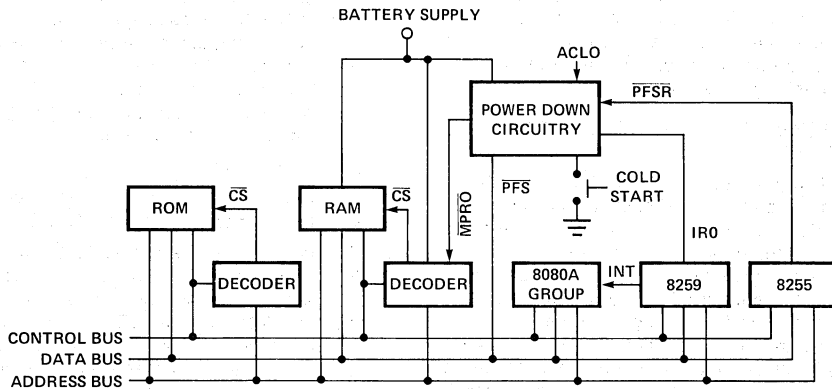 BATTERY SUPPLY
ACLO
PFSR
POWER DOWN
CIRCUITRY
CS
CS
MPRO
PFS
COLD
START
ROM
RAM
IR0
DECODER
DECODER
8080A
GROUP
INT
8259
8255
CONTROL BUS
DATA BUS
ADDRESS BUS